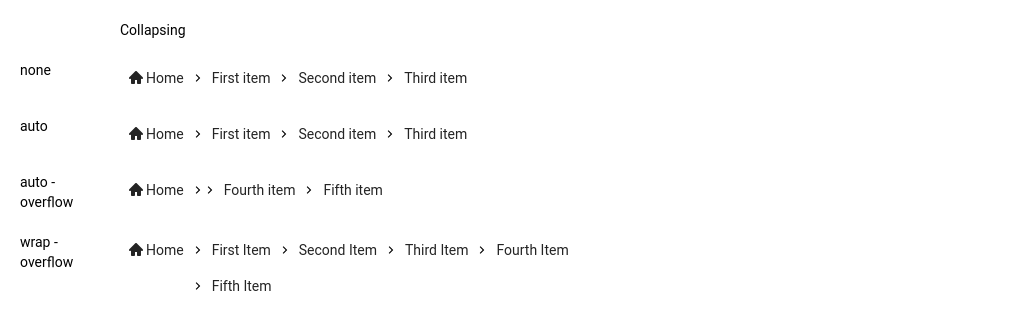 Collapsing
none
Home > First item > Second item > Third item
auto
Home > First item > Second item > Third item
auto -
overflow
Home > > Fourth item > Fifth item
wrap -
overflow
Home > First Item > Second Item > Third Item > Fourth Item
> Fifth Item